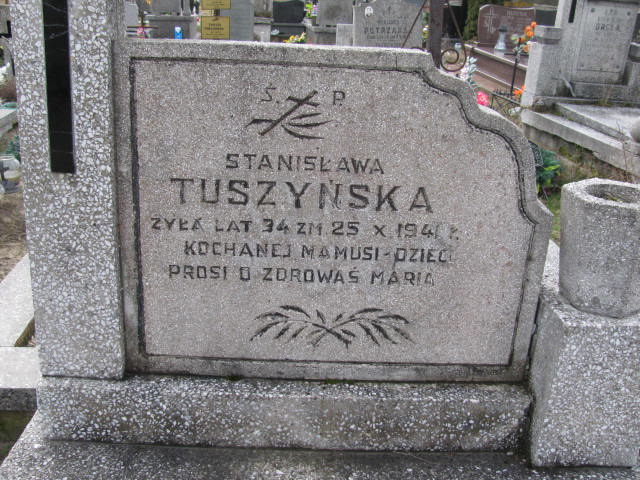 Ś. P.
STANISŁAWA
TUSZYŃSKA
ŻYŁA LAT 34 ZM 25 X 1941 r.
KOCHANEJ MAMUSI-DZIECI
PROSI O ZDROWAŚ MARIA